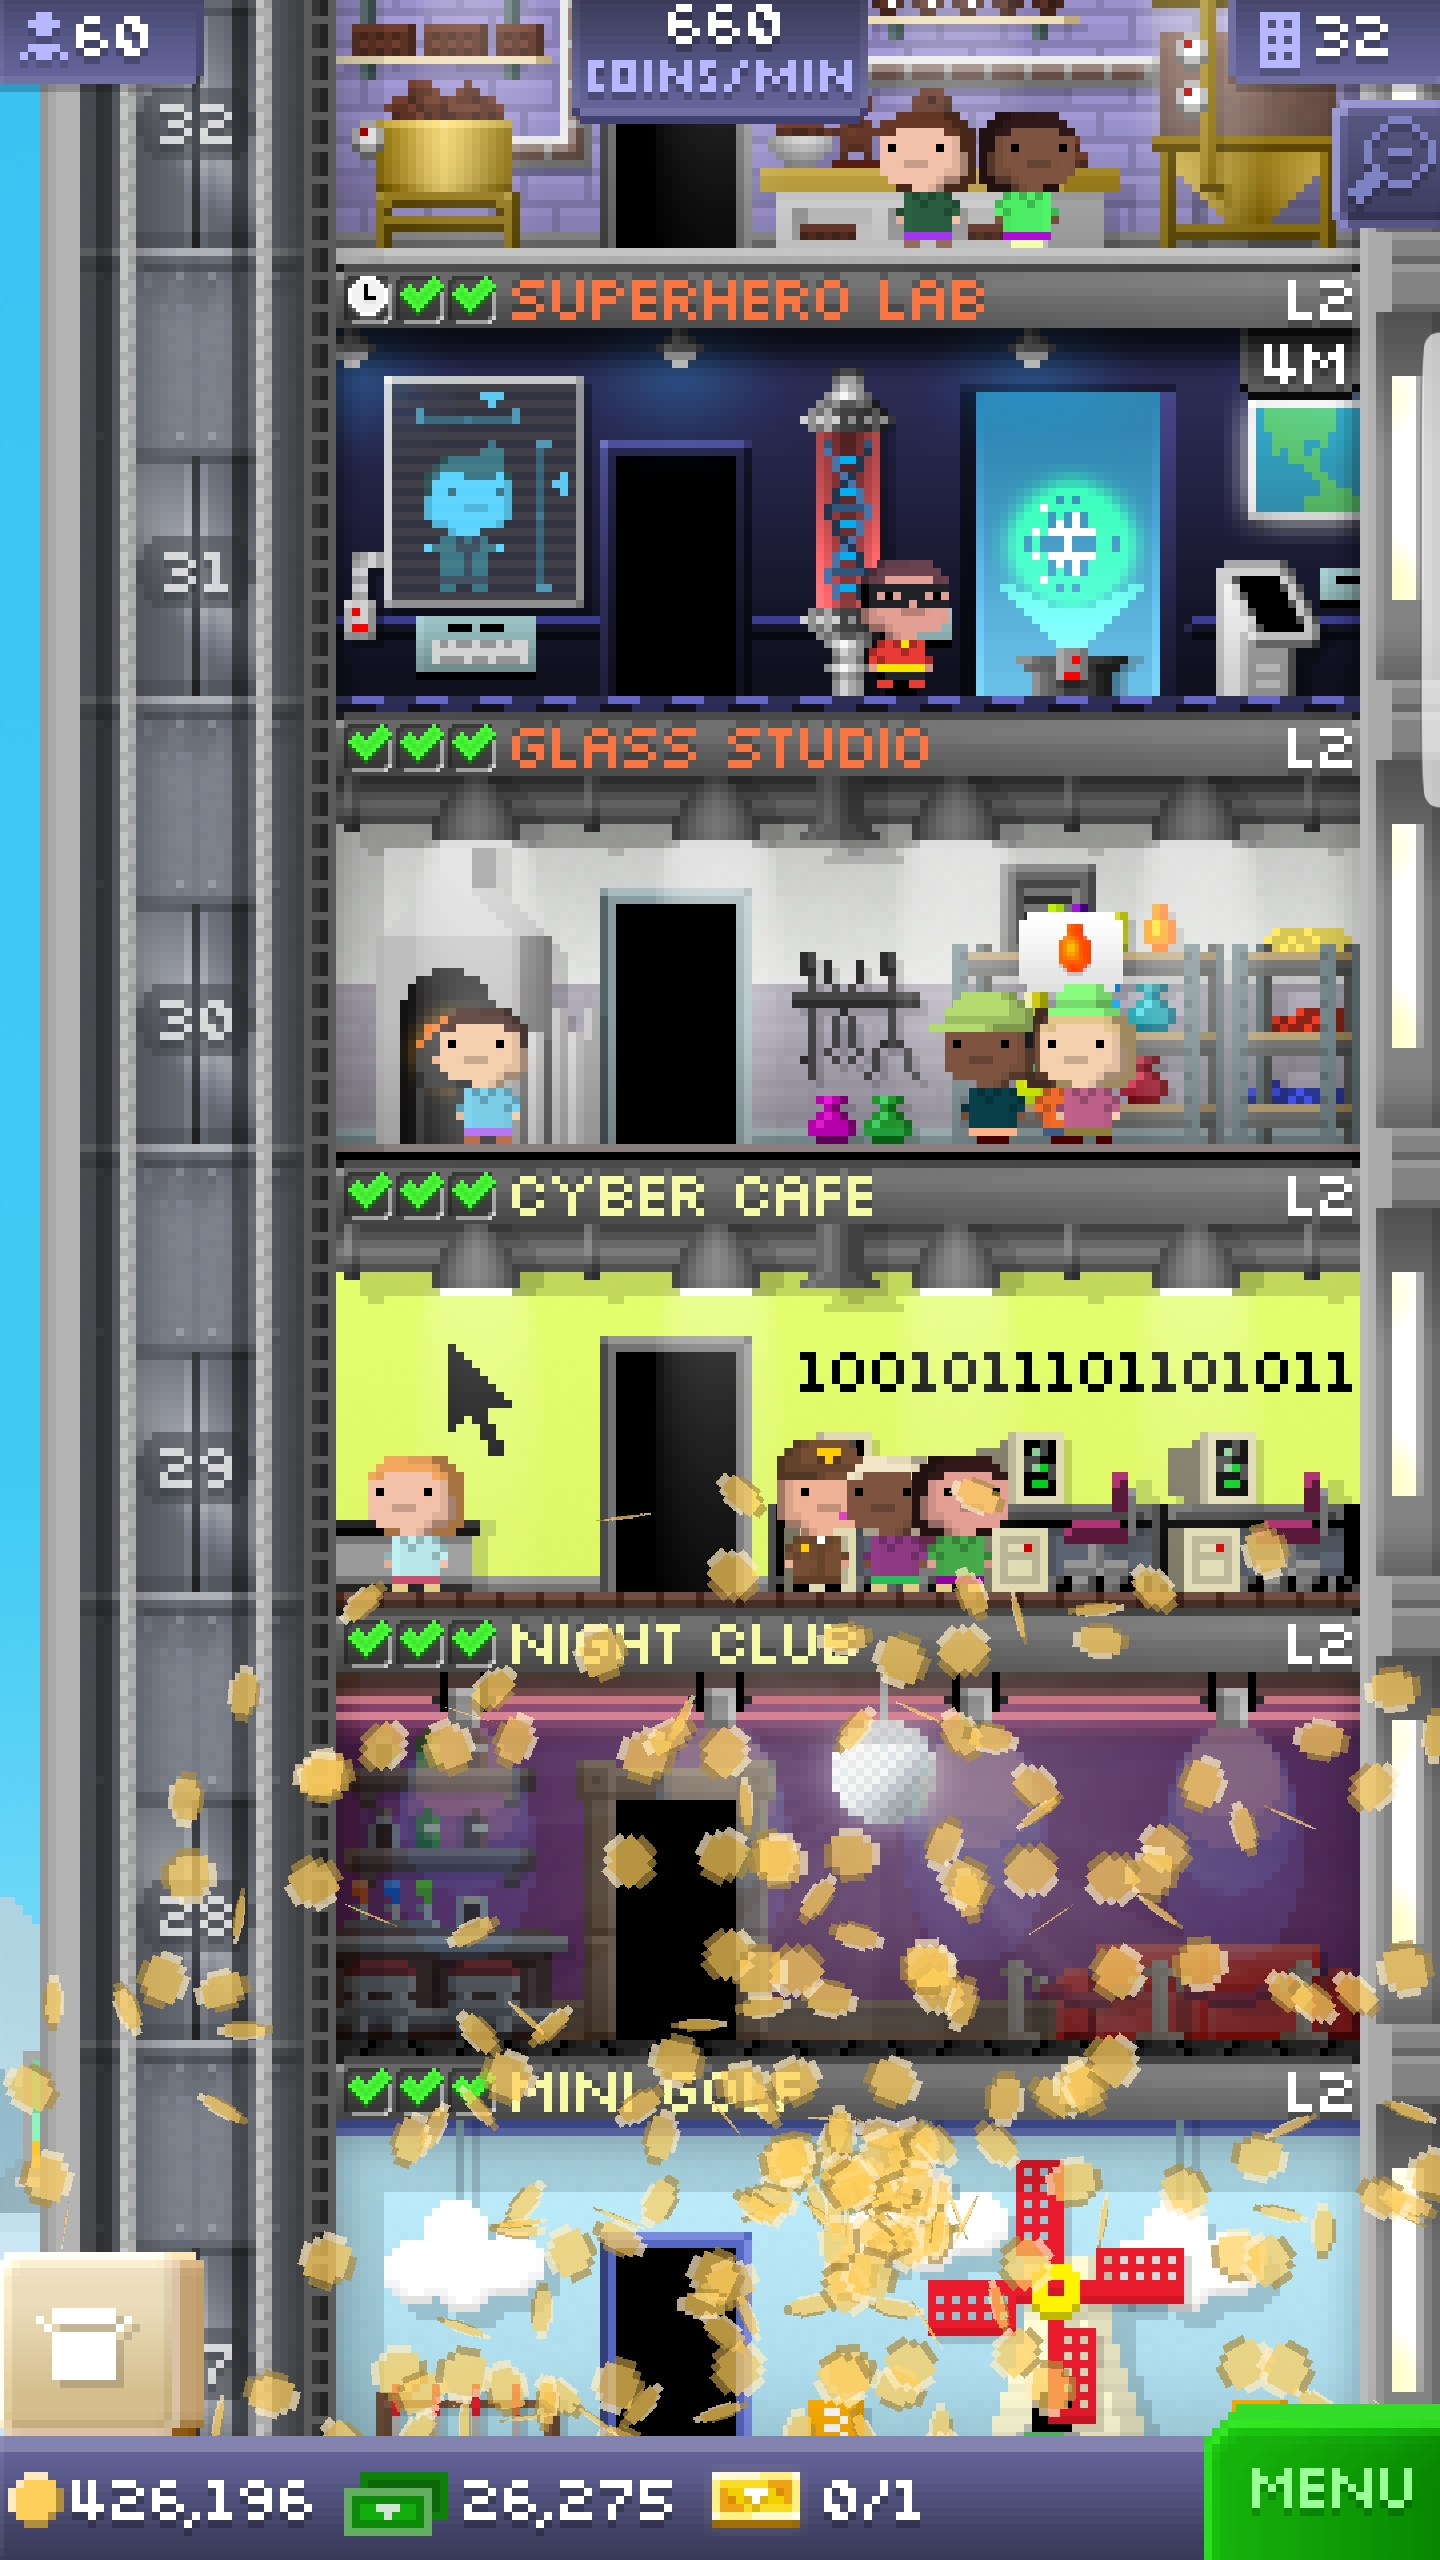 60
660
COINS/MIN
32
32
SUPERHERO LAB L2
4M
31
GLASS STUDIO L2
30
CYBER CAFE L2
1001011101101011
29
NIGHT CLUB L2
28
MINI GOLF L2
7
426,196 26,275 0/1
MENU